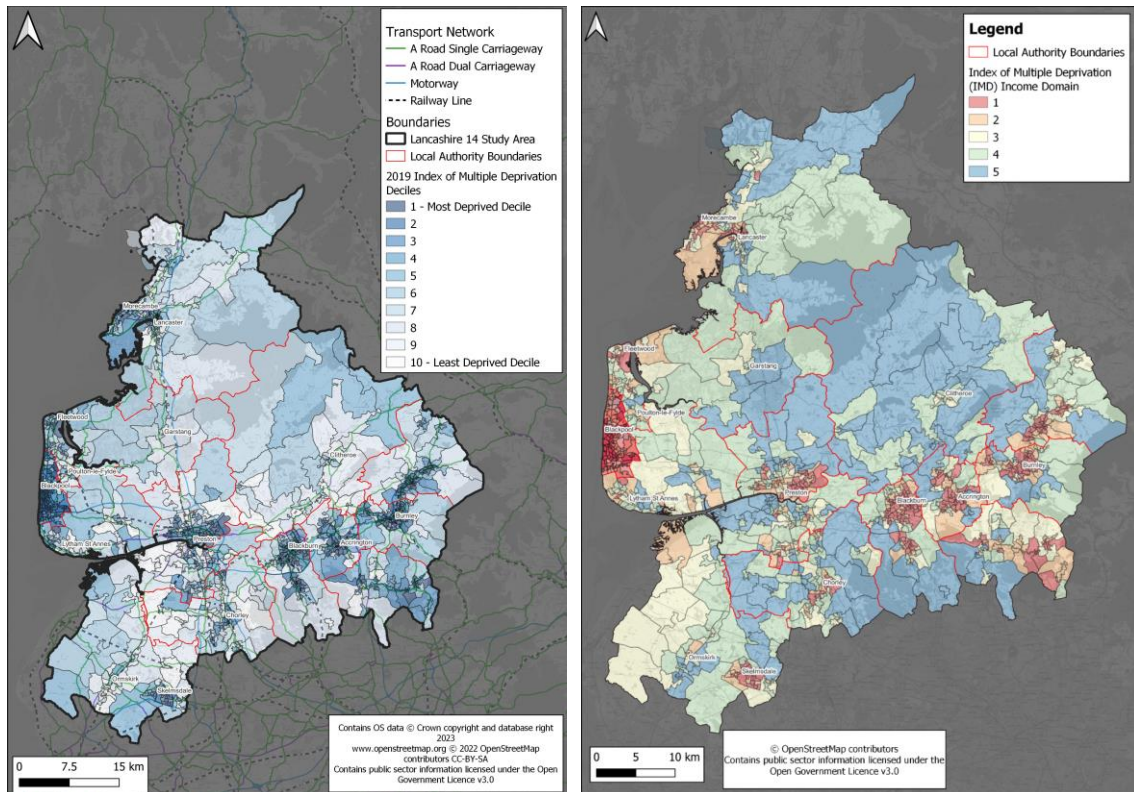 Transport Network
A Road Single Carriageway
A Road Dual Carriageway
Motorway
Railway Line
Boundaries
Lancashire 14 Study Area
Local Authority Boundaries
2019 Index of Multiple Deprivation
Deciles
1 - Most Deprived Decile
2
3
4
5
6
7
8
9
10 - Least Deprived Decile
Morecambe
Lancaster
Fleetwood
Garstang
Clitheroe
Poulton-le-Fylde
Blackpool
Burnley
Preston
Lytham St Annes
Blackburn
Accrington
Chorley
Ormskirk
Skelmsdale
Contains OS data © Crown copyright and database right
2023
www.openstreetmap.org © 2022 OpenStreetMap
contributors CC-BY-SA
Contains public sector information licensed under the Open
Government Licence v3.0
0 7.5 15 km
Legend
Local Authority Boundaries
Index of Multiple Deprivation
(IMD) Income Domain
1
2
3
4
5
Morecambe
Lancaster
Fleetwood
Garstang
Clitheroe
Poulton-le-Fylde
Blackpool
Burnley
Preston
Lytham St Annes
Blackburn
Accrington
Chorley
Ormskirk
Skelmsdale
© OpenStreetMap contributors
Contains public sector information licensed under the
Open Government Licence v3.0
0 5 10 km